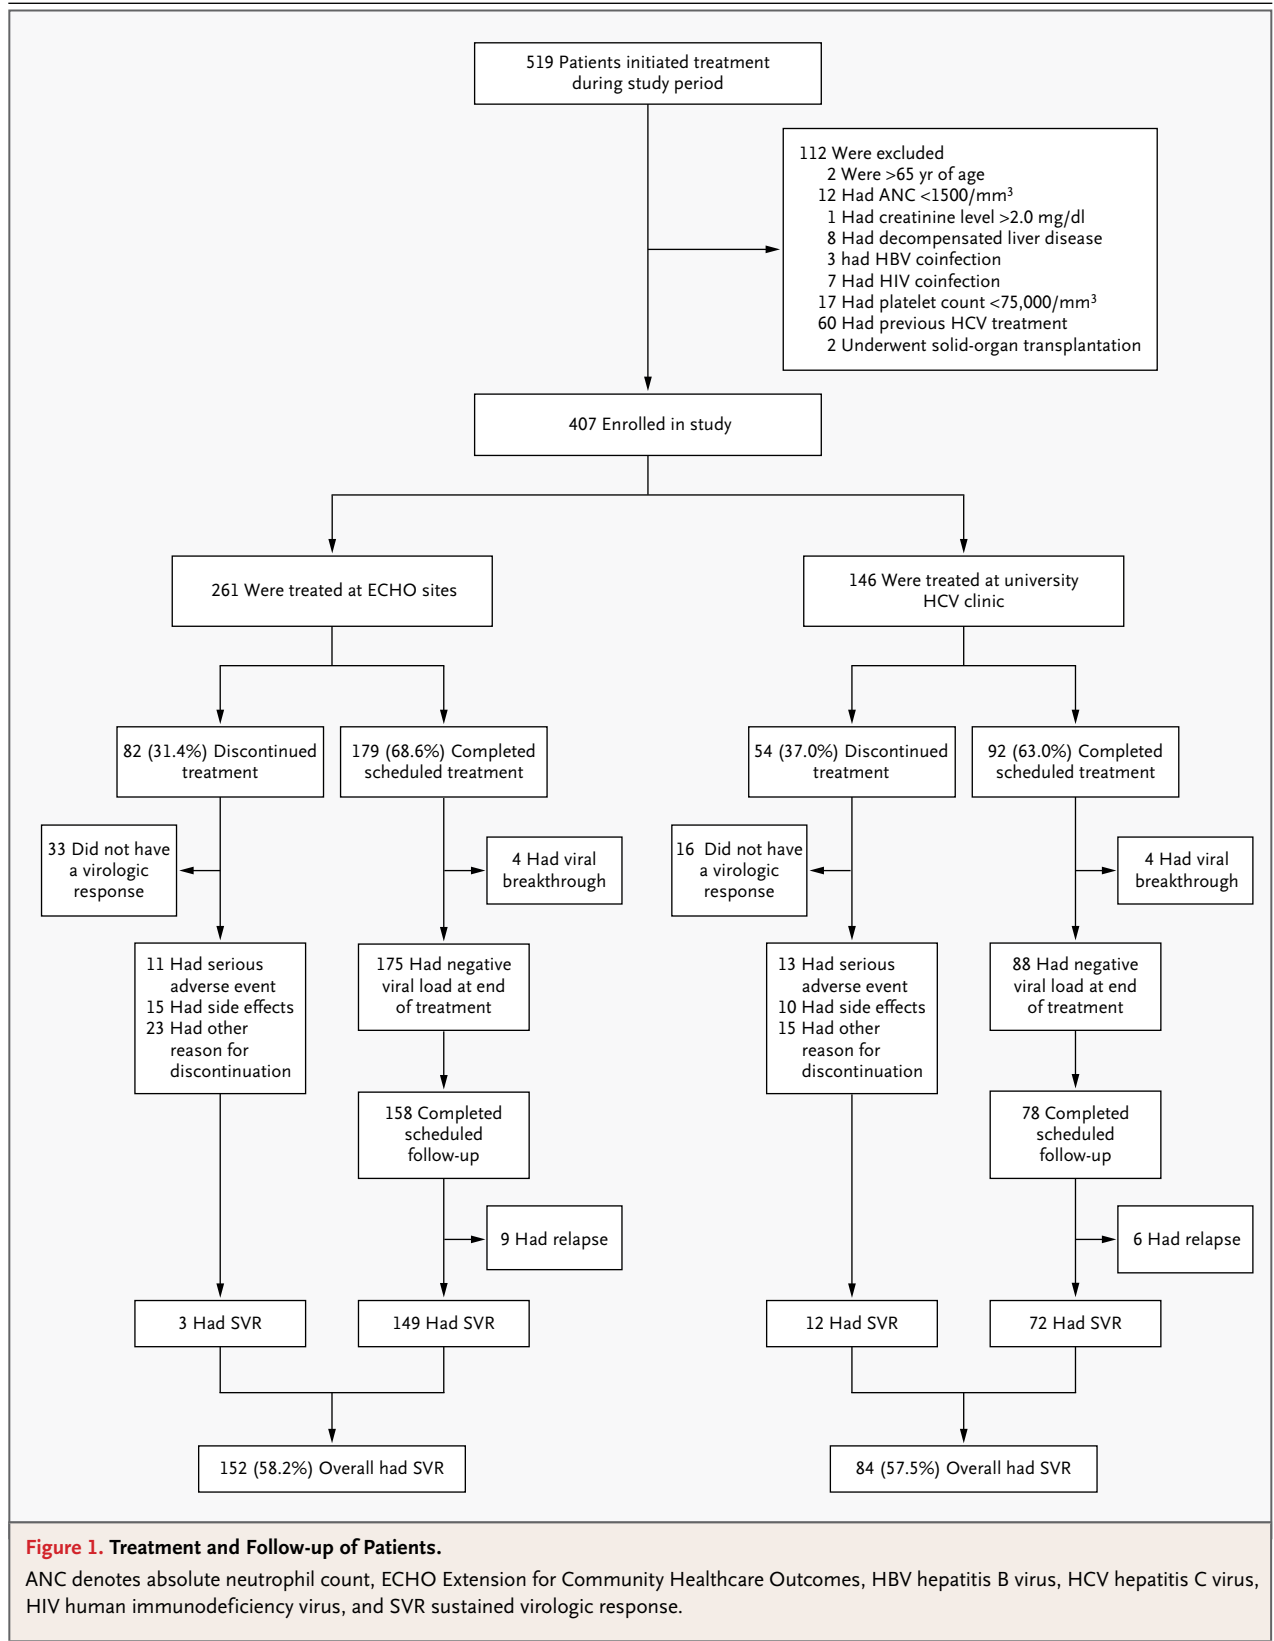 519 Patients initiated treatment
during study period
112 Were excluded
2 Were >65 yr of age
12 Had ANC <1500/mm³
1 Had creatinine level >2.0 mg/dl
8 Had decompensated liver disease
3 had HBV coinfection
7 Had HIV coinfection
17 Had platelet count <75,000/mm³
60 Had previous HCV treatment
2 Underwent solid-organ transplantation
407 Enrolled in study
261 Were treated at ECHO sites
146 Were treated at university
HCV clinic
82 (31.4%) Discontinued
treatment
179 (68.6%) Completed
scheduled treatment
54 (37.0%) Discontinued
treatment
92 (63.0%) Completed
scheduled treatment
33 Did not have
a virologic
response
4 Had viral
breakthrough
16 Did not have
a virologic
response
4 Had viral
breakthrough
11 Had serious
adverse event
15 Had side effects
23 Had other
reason for
discontinuation
175 Had negative
viral load at end
of treatment
13 Had serious
adverse event
10 Had side effects
15 Had other
reason for
discontinuation
88 Had negative
viral load at end
of treatment
158 Completed
scheduled
follow-up
78 Completed
scheduled
follow-up
9 Had relapse
6 Had relapse
3 Had SVR
149 Had SVR
12 Had SVR
72 Had SVR
152 (58.2%) Overall had SVR
84 (57.5%) Overall had SVR
Figure 1. Treatment and Follow-up of Patients.
ANC denotes absolute neutrophil count, ECHO Extension for Community Healthcare Outcomes, HBV hepatitis B virus, HCV hepatitis C virus,
HIV human immunodeficiency virus, and SVR sustained virologic response.